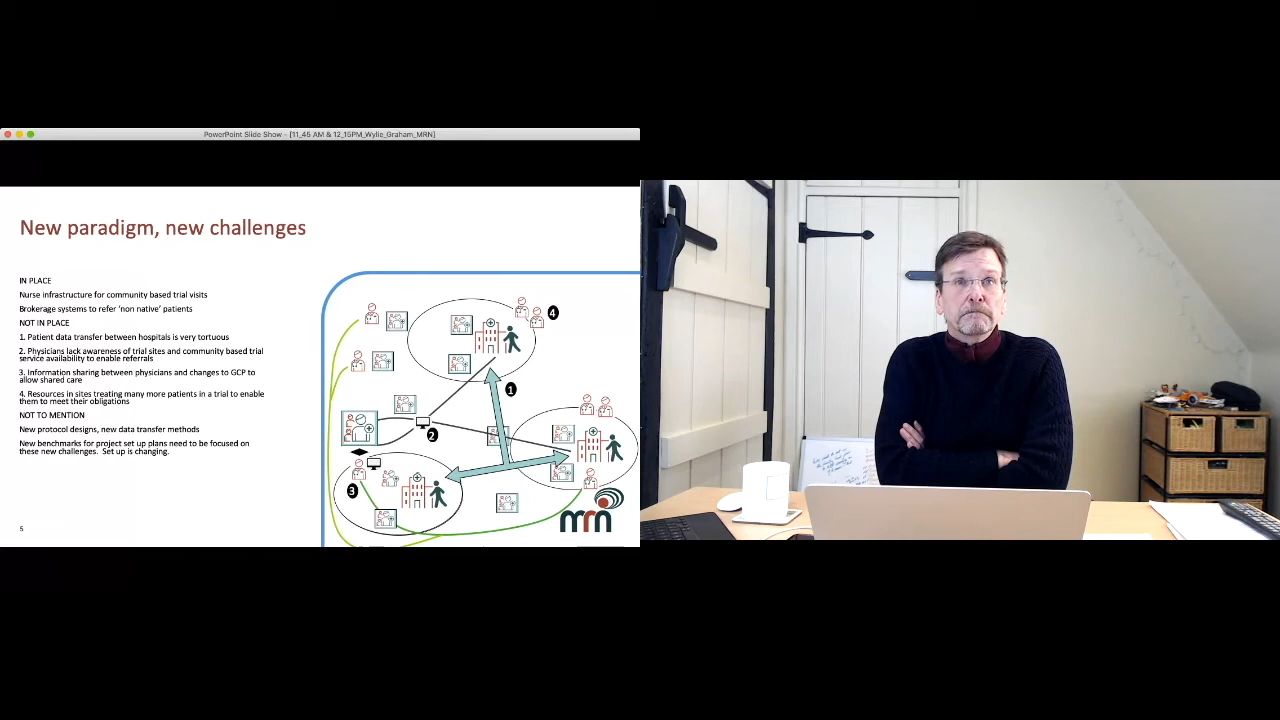 PowerPoint Slide Show – [11_45 AM & 12_15PM_Wylie_Graham_MRN]
New paradigm, new challenges
IN PLACE
Nurse infrastructure for community based trial visits
Brokerage systems to refer 'non native' patients
NOT IN PLACE
1. Patient data transfer between hospitals is very tortuous
2. Physicians lack awareness of trial sites and community based trial
service availability to enable referrals
3. Information sharing between physicians and changes to GCP to
allow shared care
4. Resources in sites treating many more patients in a trial to enable
them to meet their obligations
NOT TO MENTION
New protocol designs, new data transfer methods
New benchmarks for project set up plans need to be focused on
these new challenges.  Set up is changing.
4
1
2
3
mrn
5